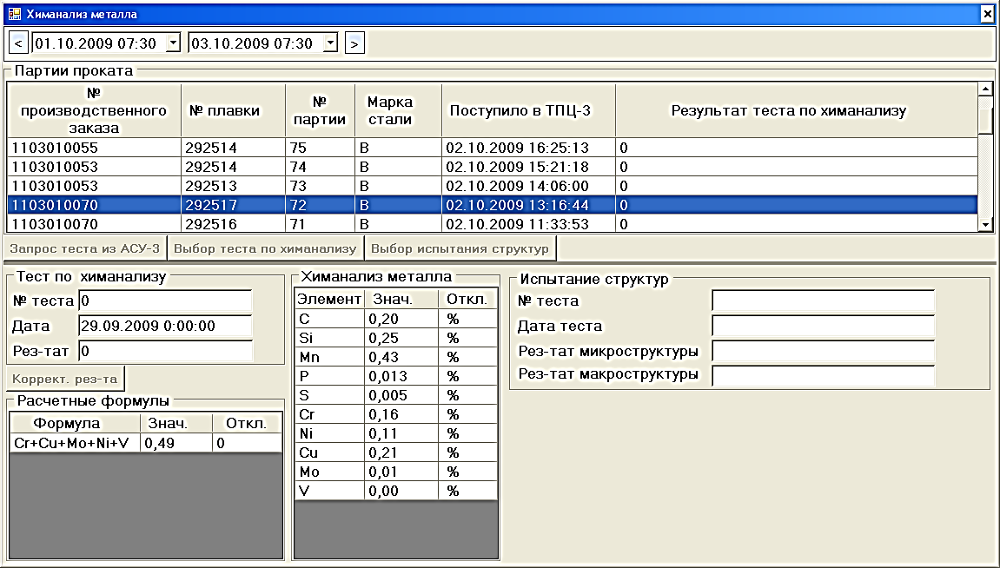 Химанализ металла
< 01.10.2009 07:30 03.10.2009 07:30 >
Партии проката
№ производственного заказа № плавки № партии Марка стали Поступило в ТПЦ-3 Результат теста по химанализу
1103010055 292514 75 В 02.10.2009 16:25:13 0
1103010053 292514 74 В 02.10.2009 15:21:18 0
1103010053 292513 73 В 02.10.2009 14:06:00 0
1103010070 292517 72 В 02.10.2009 13:16:44 0
1103010070 292516 71 В 02.10.2009 11:33:53 0
Запрос теста из АСУ-3 Выбор теста по химанализу Выбор испытания структур
Тест по химанализу
№ теста 0
Дата 29.09.2009 0:00:00
Рез-тат 0
Коррект. рез-та
Расчетные формулы
Формула Знач. Откл.
Cr+Cu+Mo+Ni+V 0,49 0
Химанализ металла
Элемент Знач. Откл.
C 0,20 %
Si 0,25 %
Mn 0,43 %
P 0,013 %
S 0,005 %
Cr 0,16 %
Ni 0,11 %
Cu 0,21 %
Mo 0,01 %
V 0,00 %
Испытание структур
№ теста
Дата теста
Рез-тат микроструктуры
Рез-тат макроструктуры